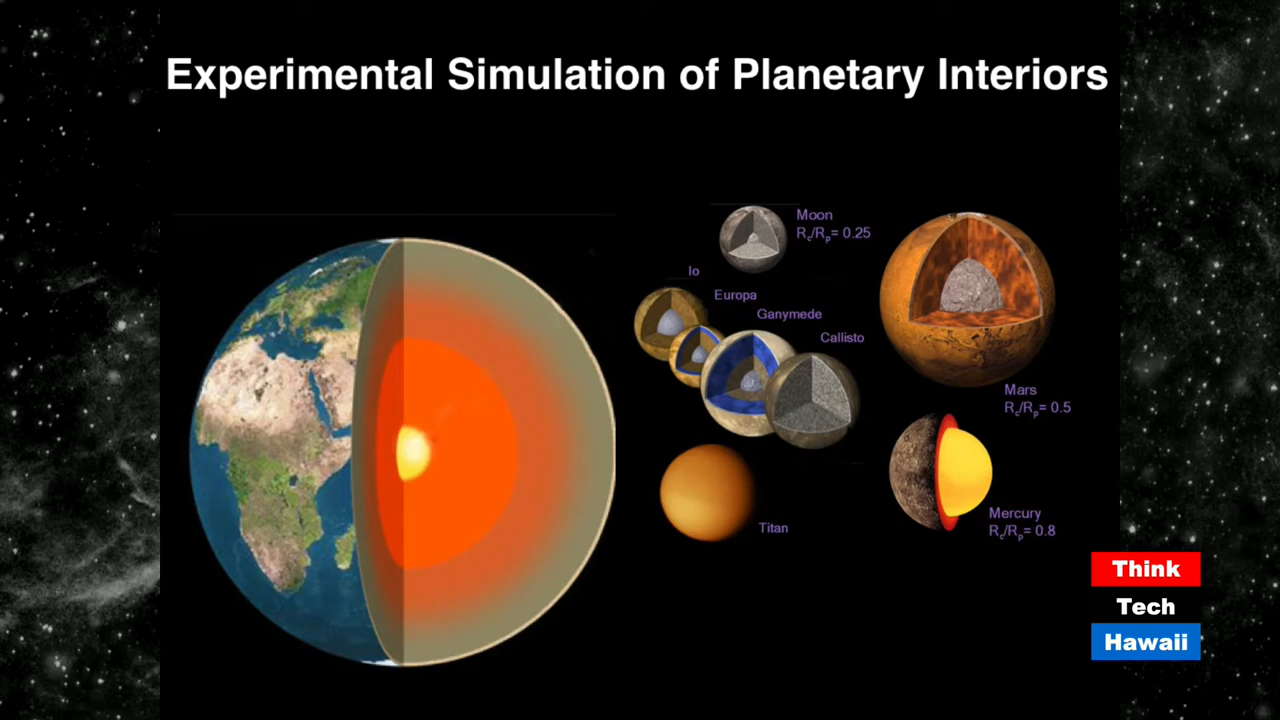 Experimental Simulation of Planetary Interiors
Moon
Rc/Rp= 0.25
Io
Europa
Ganymede
Callisto
Mars
Rc/Rp= 0.5
Titan
Mercury
Rc/Rp= 0.8
Think
Tech
Hawaii